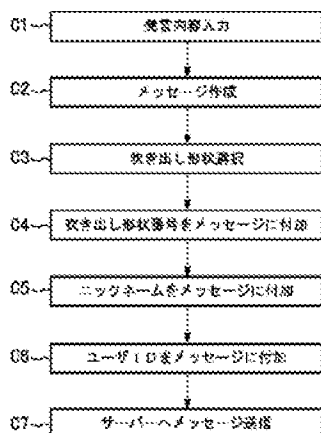 C1 発言内容入力
C2 メッセージ作成
C3 吹き出し形状選択
C4 吹き出し形状番号をメッセージに付加
C5 ニックネームをメッセージに付加
C6 ユーザIDをメッセージに付加
C7 サーバーへメッセージ送信